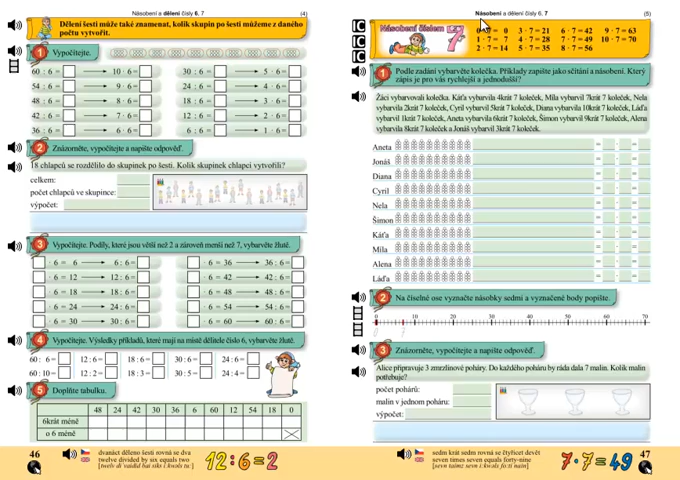 Násobení a dělení čísly 6, 7
(4)
Dělení šesti může také znamenat, kolik skupin po šesti můžeme z daného
počtu vytvořit.
1 Vypočítejte.
60 : 6 = 10 · 6 = 30 : 6 = 5 · 6 =
54 : 6 = 9 · 6 = 24 : 6 = 4 · 6 =
48 : 6 = 8 · 6 = 18 : 6 = 3 · 6 =
42 : 6 = 7 · 6 = 12 : 6 = 2 · 6 =
36 : 6 = 6 · 6 = 6 : 6 = 1 · 6 =
2 Znázorněte, vypočítejte a napište odpověď.
18 chlapců se rozdělilo do skupinek po šesti. Kolik skupinek chlapci vytvořili?
celkem:
počet chlapců ve skupince:
výpočet:
3 Vypočítejte. Podíly, které jsou větší než 2 a zároveň menší než 7, vybarvěte žlutě.
· 6 = 6 6 : 6 = · 6 = 36 36 : 6 =
· 6 = 12 12 : 6 = · 6 = 42 42 : 6 =
· 6 = 18 18 : 6 = · 6 = 48 48 : 6 =
· 6 = 24 24 : 6 = · 6 = 54 54 : 6 =
· 6 = 30 30 : 6 = · 6 = 60 60 : 6 =
4 Vypočítejte. Výsledky příkladů, které mají na místě dělitele číslo 6, vybarvěte žlutě.
60 : 6 = 12 : 6 = 18 : 6 = 30 : 6 = 24 : 6 =
60 : 10 = 12 : 2 = 18 : 3 = 30 : 5 = 24 : 4 =
5 Doplňte tabulku.
48 24 42 30 36 6 60 12 54 18 0
6krát méně
o 6 méně
46
dvanáct děleno šesti rovná se dva
twelve divided by six equals two
12 : 6 = 2
Násobení a dělení čísly 6, 7
(5)
Násobení číslem 7
0 · 7 = 0 3 · 7 = 21 6 · 7 = 42 9 · 7 = 63
1 · 7 = 7 4 · 7 = 28 7 · 7 = 49 10 · 7 = 70
2 · 7 = 14 5 · 7 = 35 8 · 7 = 56
1 Podle zadání vybarvěte kolečka. Příklady zapište jako sčítání a násobení. Který
zápis je pro vás rychlejší a jednodušší?
Žáci vybarvovali kolečka. Káťa vybarvila 4krát 7 koleček, Mila vybarvil 7krát 7 koleček, Nela
vybarvila 2krát 7 koleček, Cyril vybarvil 5krát 7 koleček, Diana vybarvila 10krát 7 koleček, Láďa
vybarvil 1krát 7 koleček, Aneta vybarvila 6krát 7 koleček, Šimon vybarvil 9krát 7 koleček, Alena
vybarvila 8krát 7 koleček a Jonáš vybarvil 3krát 7 koleček.
Aneta = · =
Jonáš = · =
Diana = · =
Cyril = · =
Nela = · =
Šimon = · =
Káťa = · =
Mila = · =
Alena = · =
Láďa = · =
2 Na číselné ose vyznačte násobky sedmi a vyznačené body popište.
0 10 20 30 40 50 60 70
3 Znázorněte, vypočítejte a napište odpověď.
Alice připravuje 3 zmrzlinové poháry. Do každého poháru by ráda dala 7 malin. Kolik malin
potřebuje?
počet pohárů:
malin v jednom poháru:
výpočet:
sedm krát sedm rovná se čtyřicet devět
seven times seven equals forty-nine
7 · 7 = 49
47